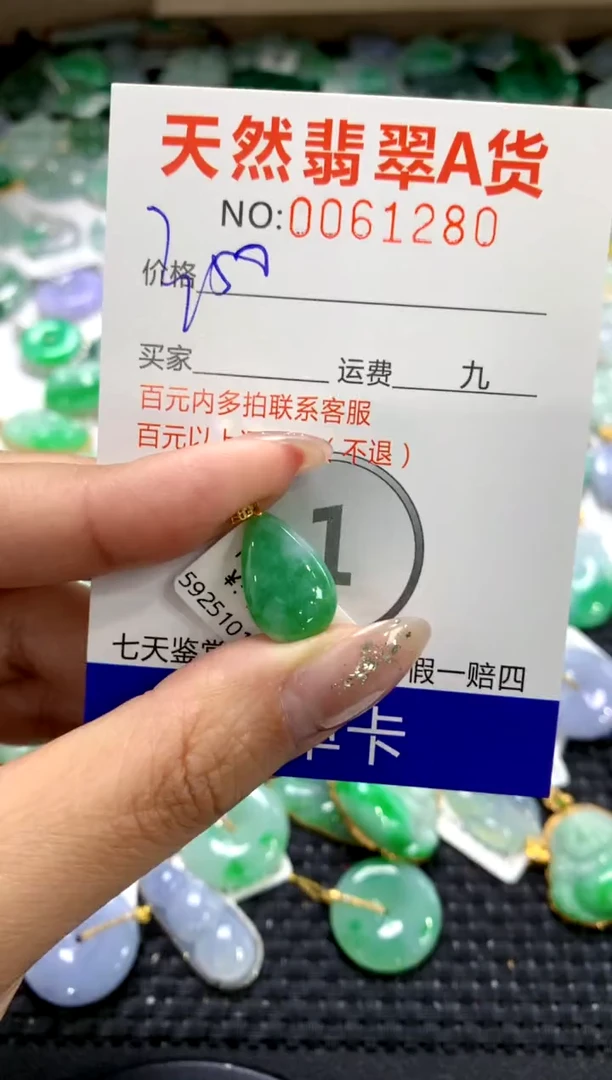 天然翡翠A货
NO:0061280
价格
买家 运费 九
百元内多拍联系客服
百元以上 (不退)
1
5925101
七天鉴赏 假一赔四
卡